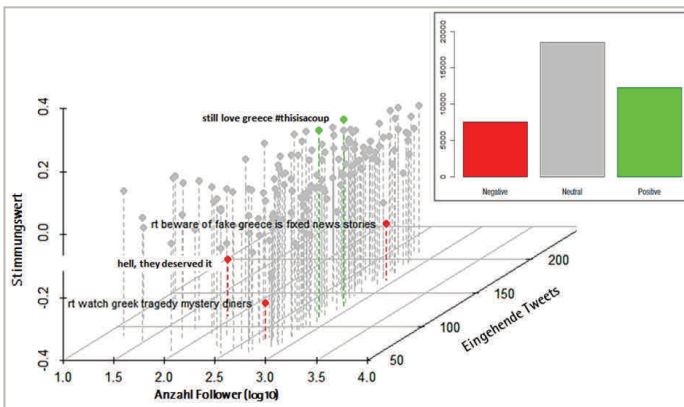 20000
15000
10000
5000
0
Negative
Neutral
Positive
Stimmungswert
0.4
0.2
0.0
-0.2
-0.4
still love greece #thisisacoup
rt beware of fake greece is fixed news stories
hell, they deserved it
rt watch greek tragedy mystery diners
200
150
100
50
Eingehende Tweets
1.0
1.5
2.0
2.5
3.0
3.5
4.0
Anzahl Follower (log10)